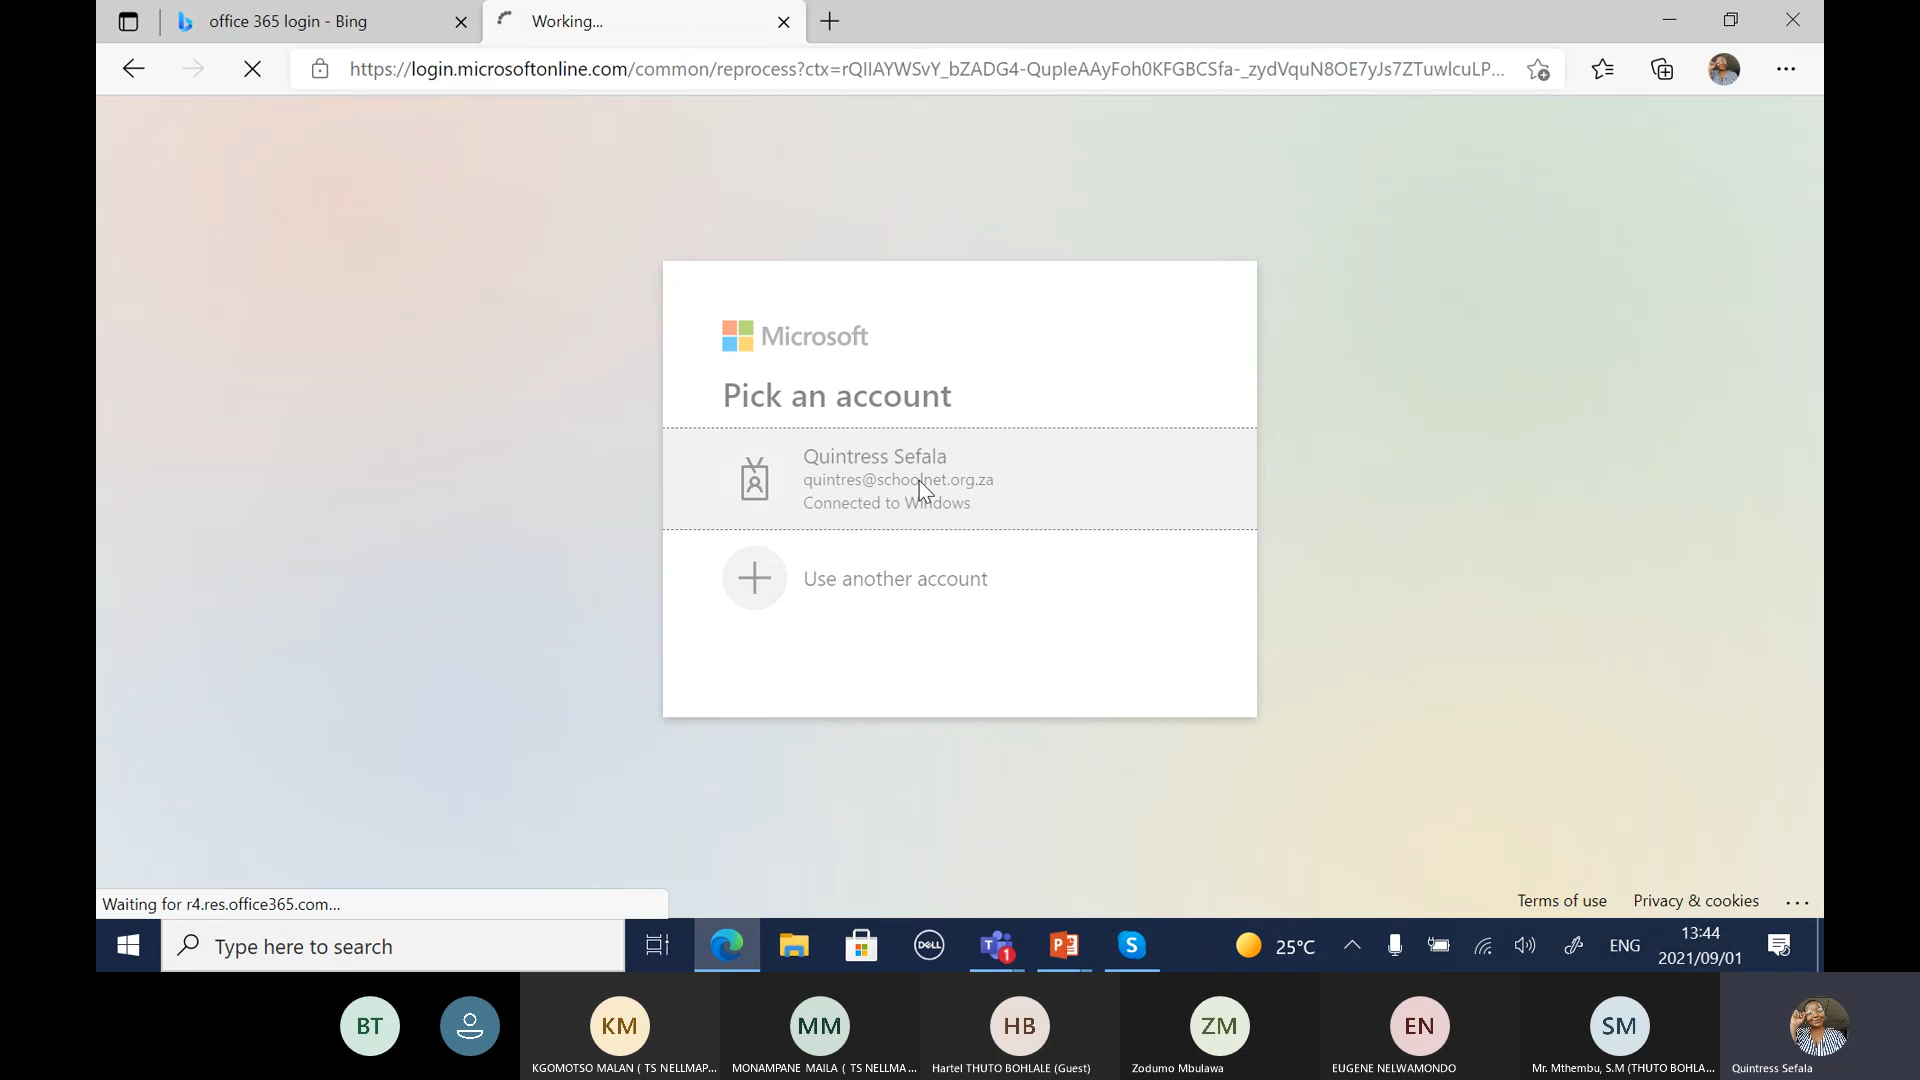 office 365 login - Bing
Working...
https://login.microsoftonline.com/common/reprocess?ctx=rQIIAYWSvY_bZADG4-QupIeAAyFoh0KFGBCSfa-_zydVquN8OE7yJs7ZTuwlcuLP...
Microsoft
Pick an account
Quintress Sefala
quintres@schoolnet.org.za
Connected to Windows
Use another account
Waiting for r4.res.office365.com...
Terms of use
Privacy & cookies
Type here to search
DELL
1
25°C
ENG
13:44
2021/09/01
BT
KM
MM
HB
ZM
EN
SM
KGOMOTSO MALAN ( TS NELLMAP...
MONAMPANE MAILA ( TS NELLMA...
Hartel THUTO BOHLALE (Guest)
Zodumo Mbulawa
EUGENE NELWAMONDO
Mr. Mthembu, S.M (THUTO BOHLA...
Quintress Sefala